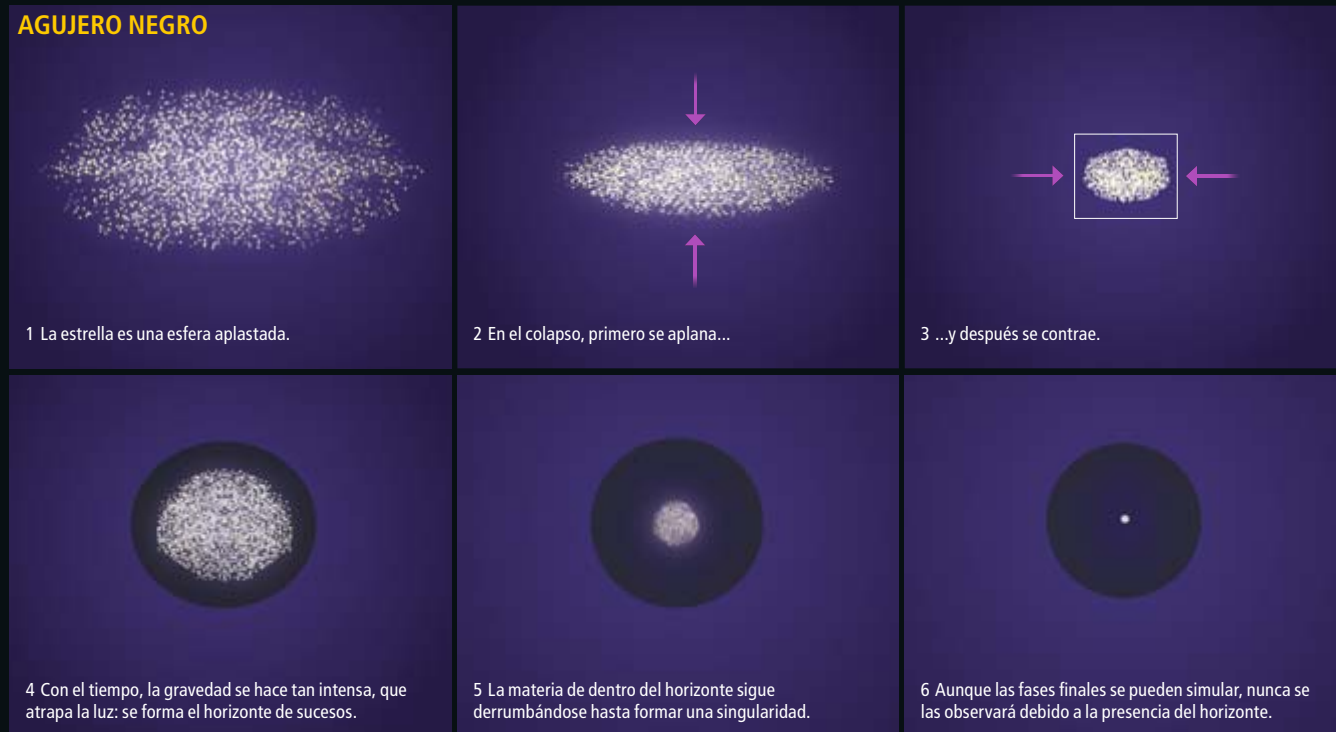 AGUJERO NEGRO
1 La estrella es una esfera aplastada.
2 En el colapso, primero se aplana...
3 ...y después se contrae.
4 Con el tiempo, la gravedad se hace tan intensa, que
atrapa la luz: se forma el horizonte de sucesos.
5 La materia de dentro del horizonte sigue
derrumbándose hasta formar una singularidad.
6 Aunque las fases finales se pueden simular, nunca se
las observará debido a la presencia del horizonte.